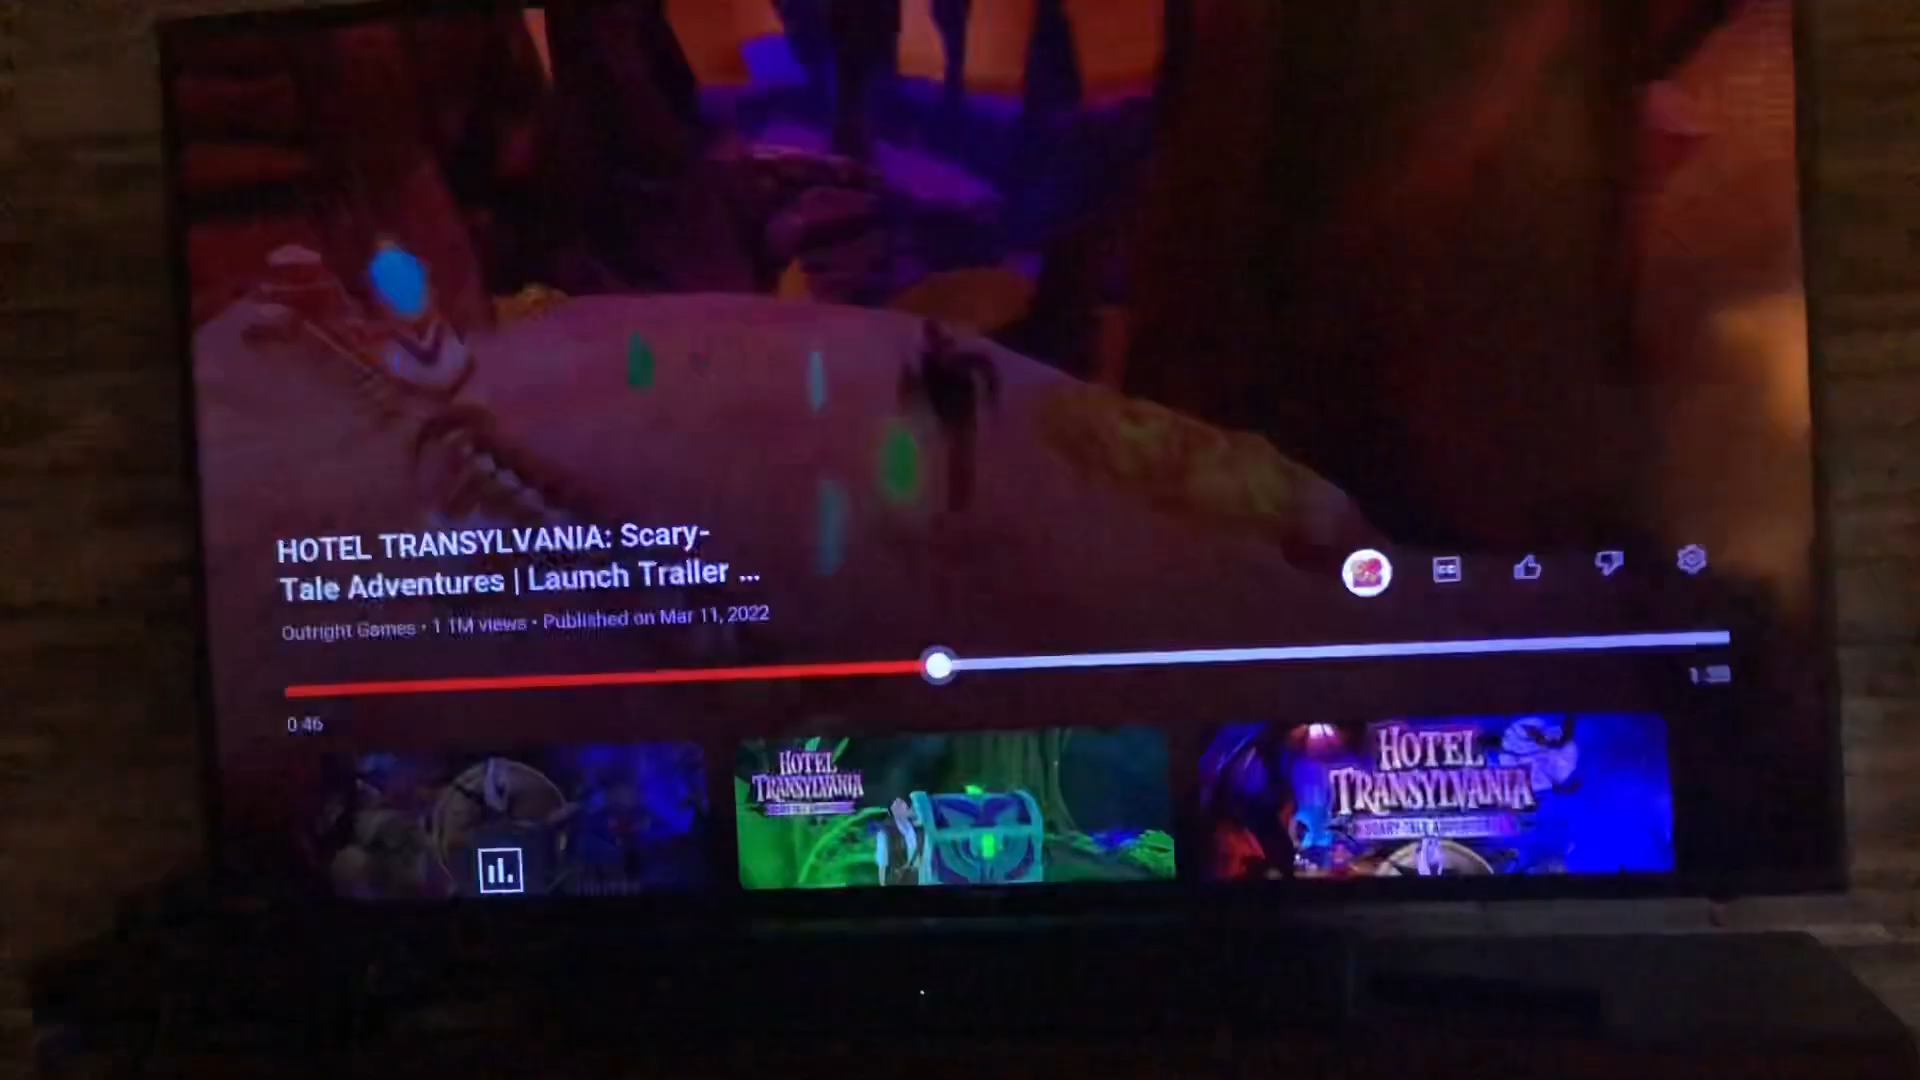 HOTEL TRANSYLVANIA: Scary-
Tale Adventures | Launch Trailer ...
Outright Games • 1 1M views • Published on Mar 11, 2022
0:46
CC
HOTEL
TRANSYLVANIA
HOTEL
TRANSYLVANIA